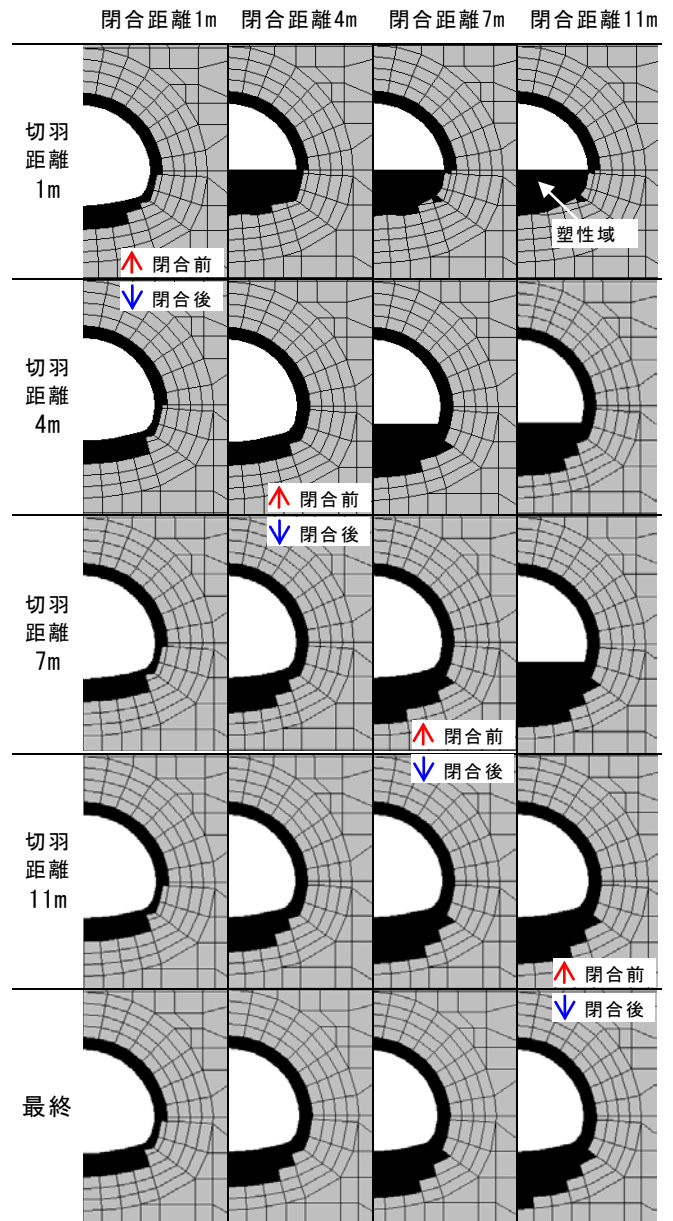 閉合距離1m 閉合距離4m 閉合距離7m 閉合距離11m
切羽
距離
1m
塑性域
閉合前
閉合後
切羽
距離
4m
閉合前
閉合後
切羽
距離
7m
閉合前
閉合後
切羽
距離
11m
閉合前
閉合後
最終